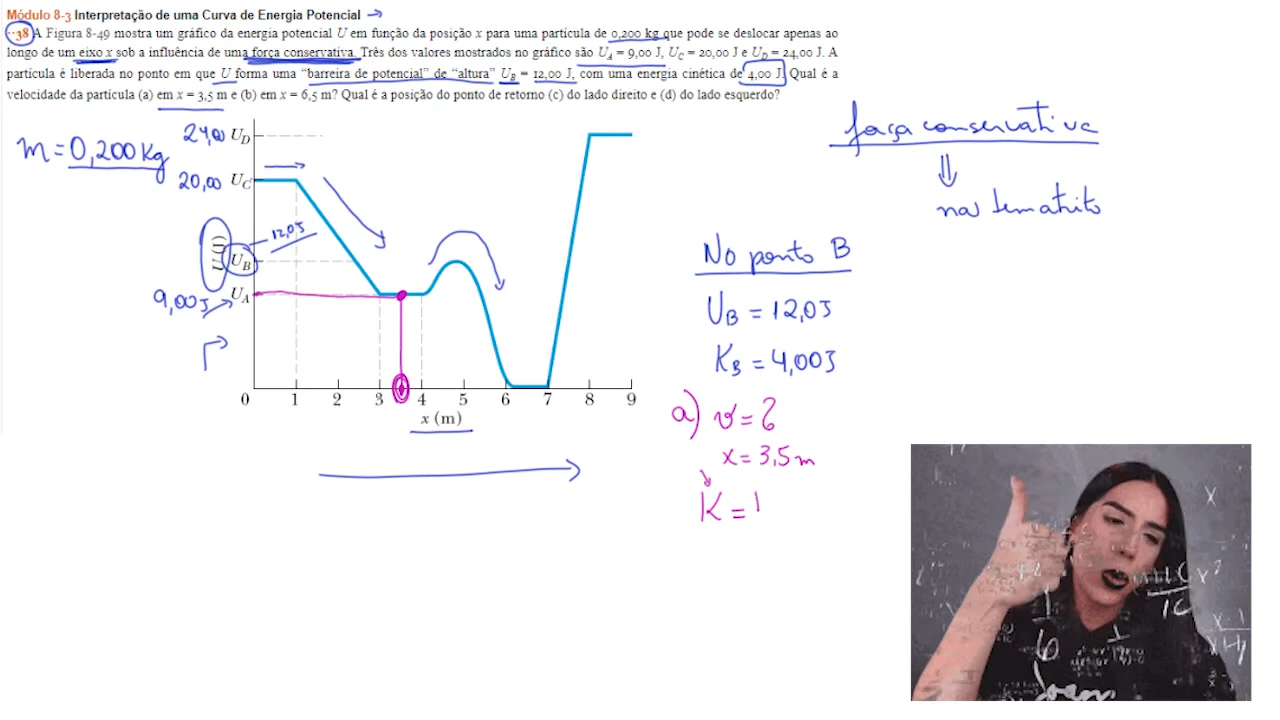 Módulo 8-3 Interpretação de uma Curva de Energia Potencial
··38 A Figura 8-49 mostra um gráfico da energia potencial U em função da posição x para uma partícula de 0,200 kg que pode se deslocar apenas ao
longo de um eixo x sob a influência de uma força conservativa. Três dos valores mostrados no gráfico são U_A = 9,00 J, U_C = 20,00 J e U_D = 24,00 J. A
partícula é liberada no ponto em que U forma uma “barreira de potencial” de “altura” U_B = 12,00 J, com uma energia cinética de 4,00 J. Qual é a
velocidade da partícula (a) em x = 3,5 m e (b) em x = 6,5 m? Qual é a posição do ponto de retorno (c) do lado direito e (d) do lado esquerdo?
m = 0,200 kg
24,00 U_D
20,00 U_C
12,0J
U_B
9,00J U_A
0 1 2 3 4 5 6 7 8 9
x (m)
força conservativa
No ponto B
U_B = 12,0J
K_B = 4,00J
a) v = ?
x = 3,5 m
K = 1